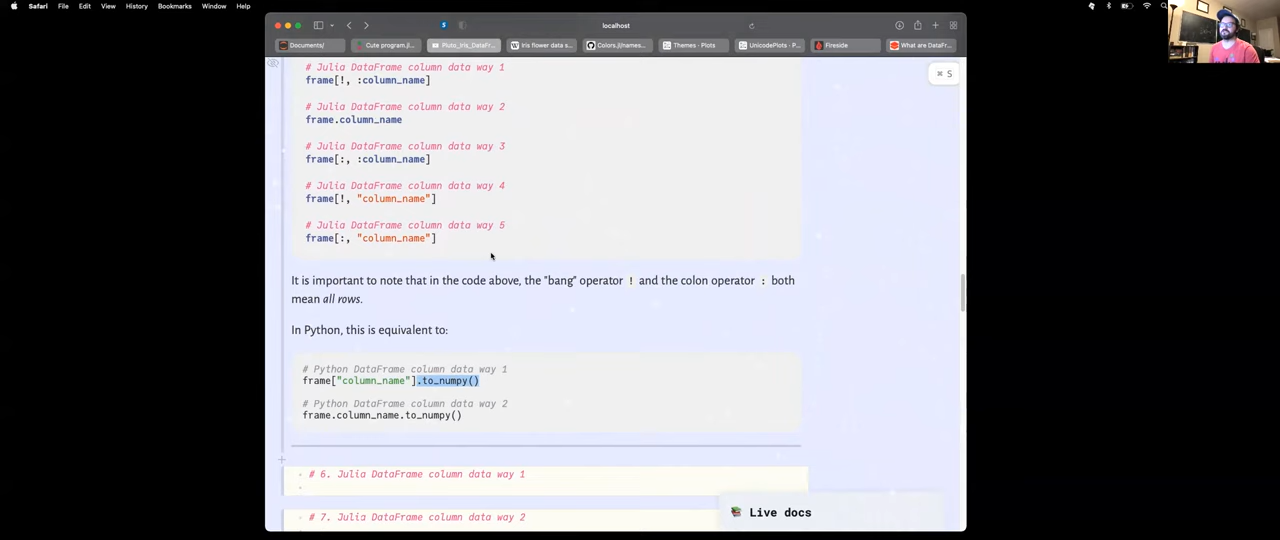 Safari File Edit View History Bookmarks Window Help
localhost
Documents/
Cute program.jl...
Pluto_Iris_DataFr...
Iris flower data s...
Colors.jl/names...
Themes · Plots
UnicodePlots · P...
Fireside
What are DataFr...
⌘ S
# Julia DataFrame column data way 1
frame[!, :column_name]
# Julia DataFrame column data way 2
frame.column_name
# Julia DataFrame column data way 3
frame[:, :column_name]
# Julia DataFrame column data way 4
frame[!, "column_name"]
# Julia DataFrame column data way 5
frame[:, "column_name"]
It is important to note that in the code above, the "bang" operator ! and the colon operator : both
mean all rows.
In Python, this is equivalent to:
# Python DataFrame column data way 1
frame["column_name"].to_numpy()
# Python DataFrame column data way 2
frame.column_name.to_numpy()
# 6. Julia DataFrame column data way 1
# 7. Julia DataFrame column data way 2
Live docs